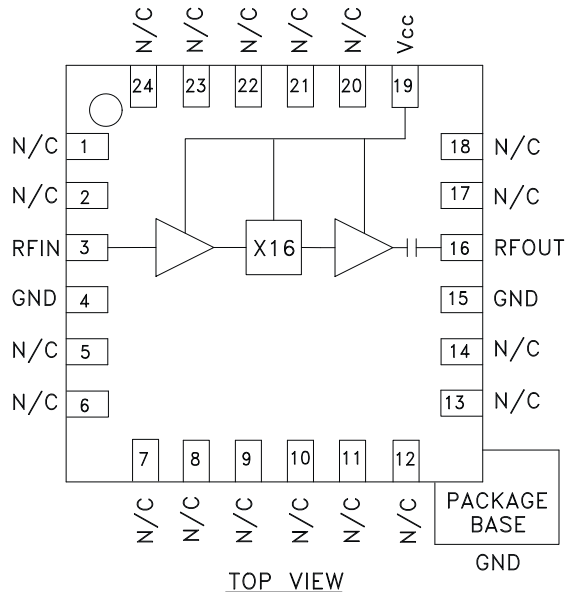 N/C N/C N/C N/C N/C Vcc
24 23 22 21 20 19
N/C 1
18 N/C
N/C 2
17 N/C
RFIN 3
X16
16 RFOUT
GND 4
15 GND
N/C 5
14 N/C
N/C 6
13 N/C
7 8 9 10 11 12
N/C N/C N/C N/C N/C N/C
PACKAGE
BASE
GND
TOP VIEW